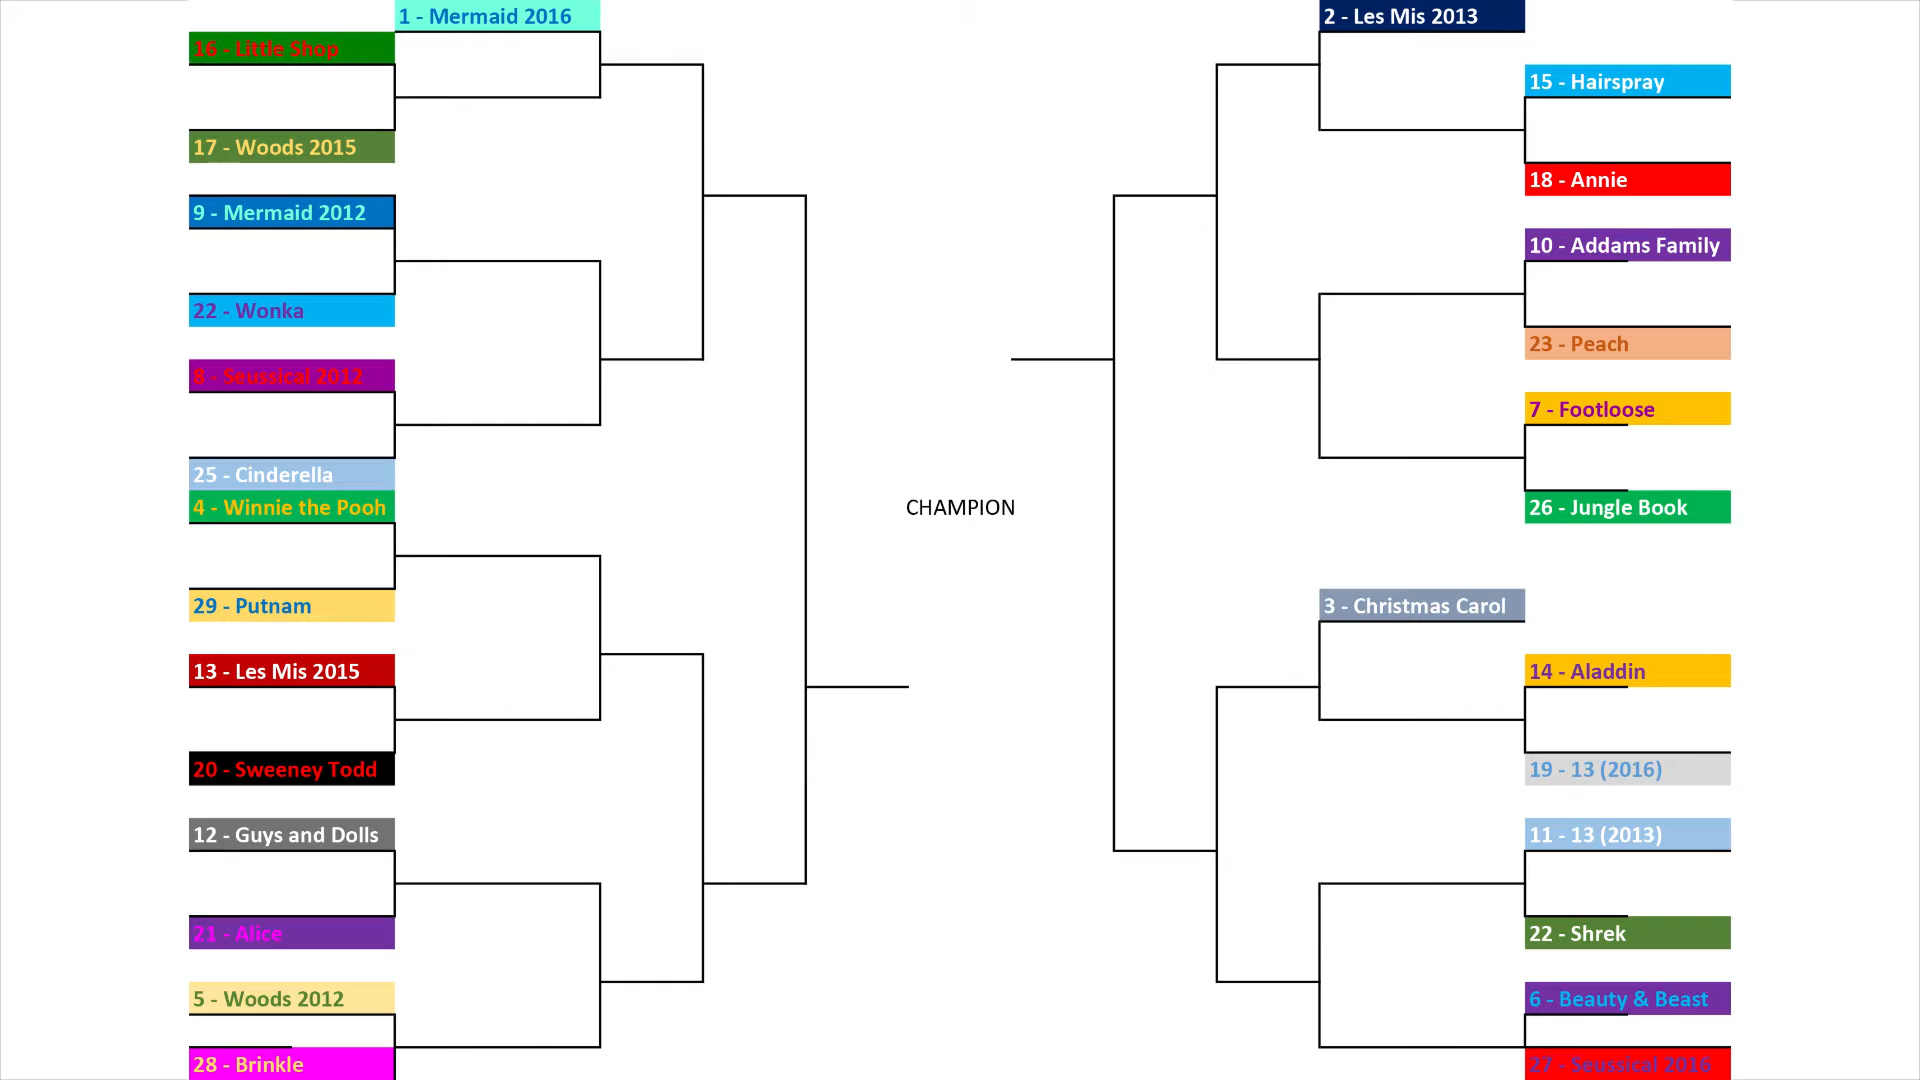 1 - Mermaid 2016
16 - Little Shop
17 - Woods 2015
9 - Mermaid 2012
22 - Wonka
8 - Seussical 2012
25 - Cinderella
4 - Winnie the Pooh
29 - Putnam
13 - Les Mis 2015
20 - Sweeney Todd
12 - Guys and Dolls
21 - Alice
5 - Woods 2012
28 - Brinkle
CHAMPION
2 - Les Mis 2013
15 - Hairspray
18 - Annie
10 - Addams Family
23 - Peach
7 - Footloose
26 - Jungle Book
3 - Christmas Carol
14 - Aladdin
19 - 13 (2016)
11 - 13 (2013)
22 - Shrek
6 - Beauty & Beast
27 - Seussical 2016